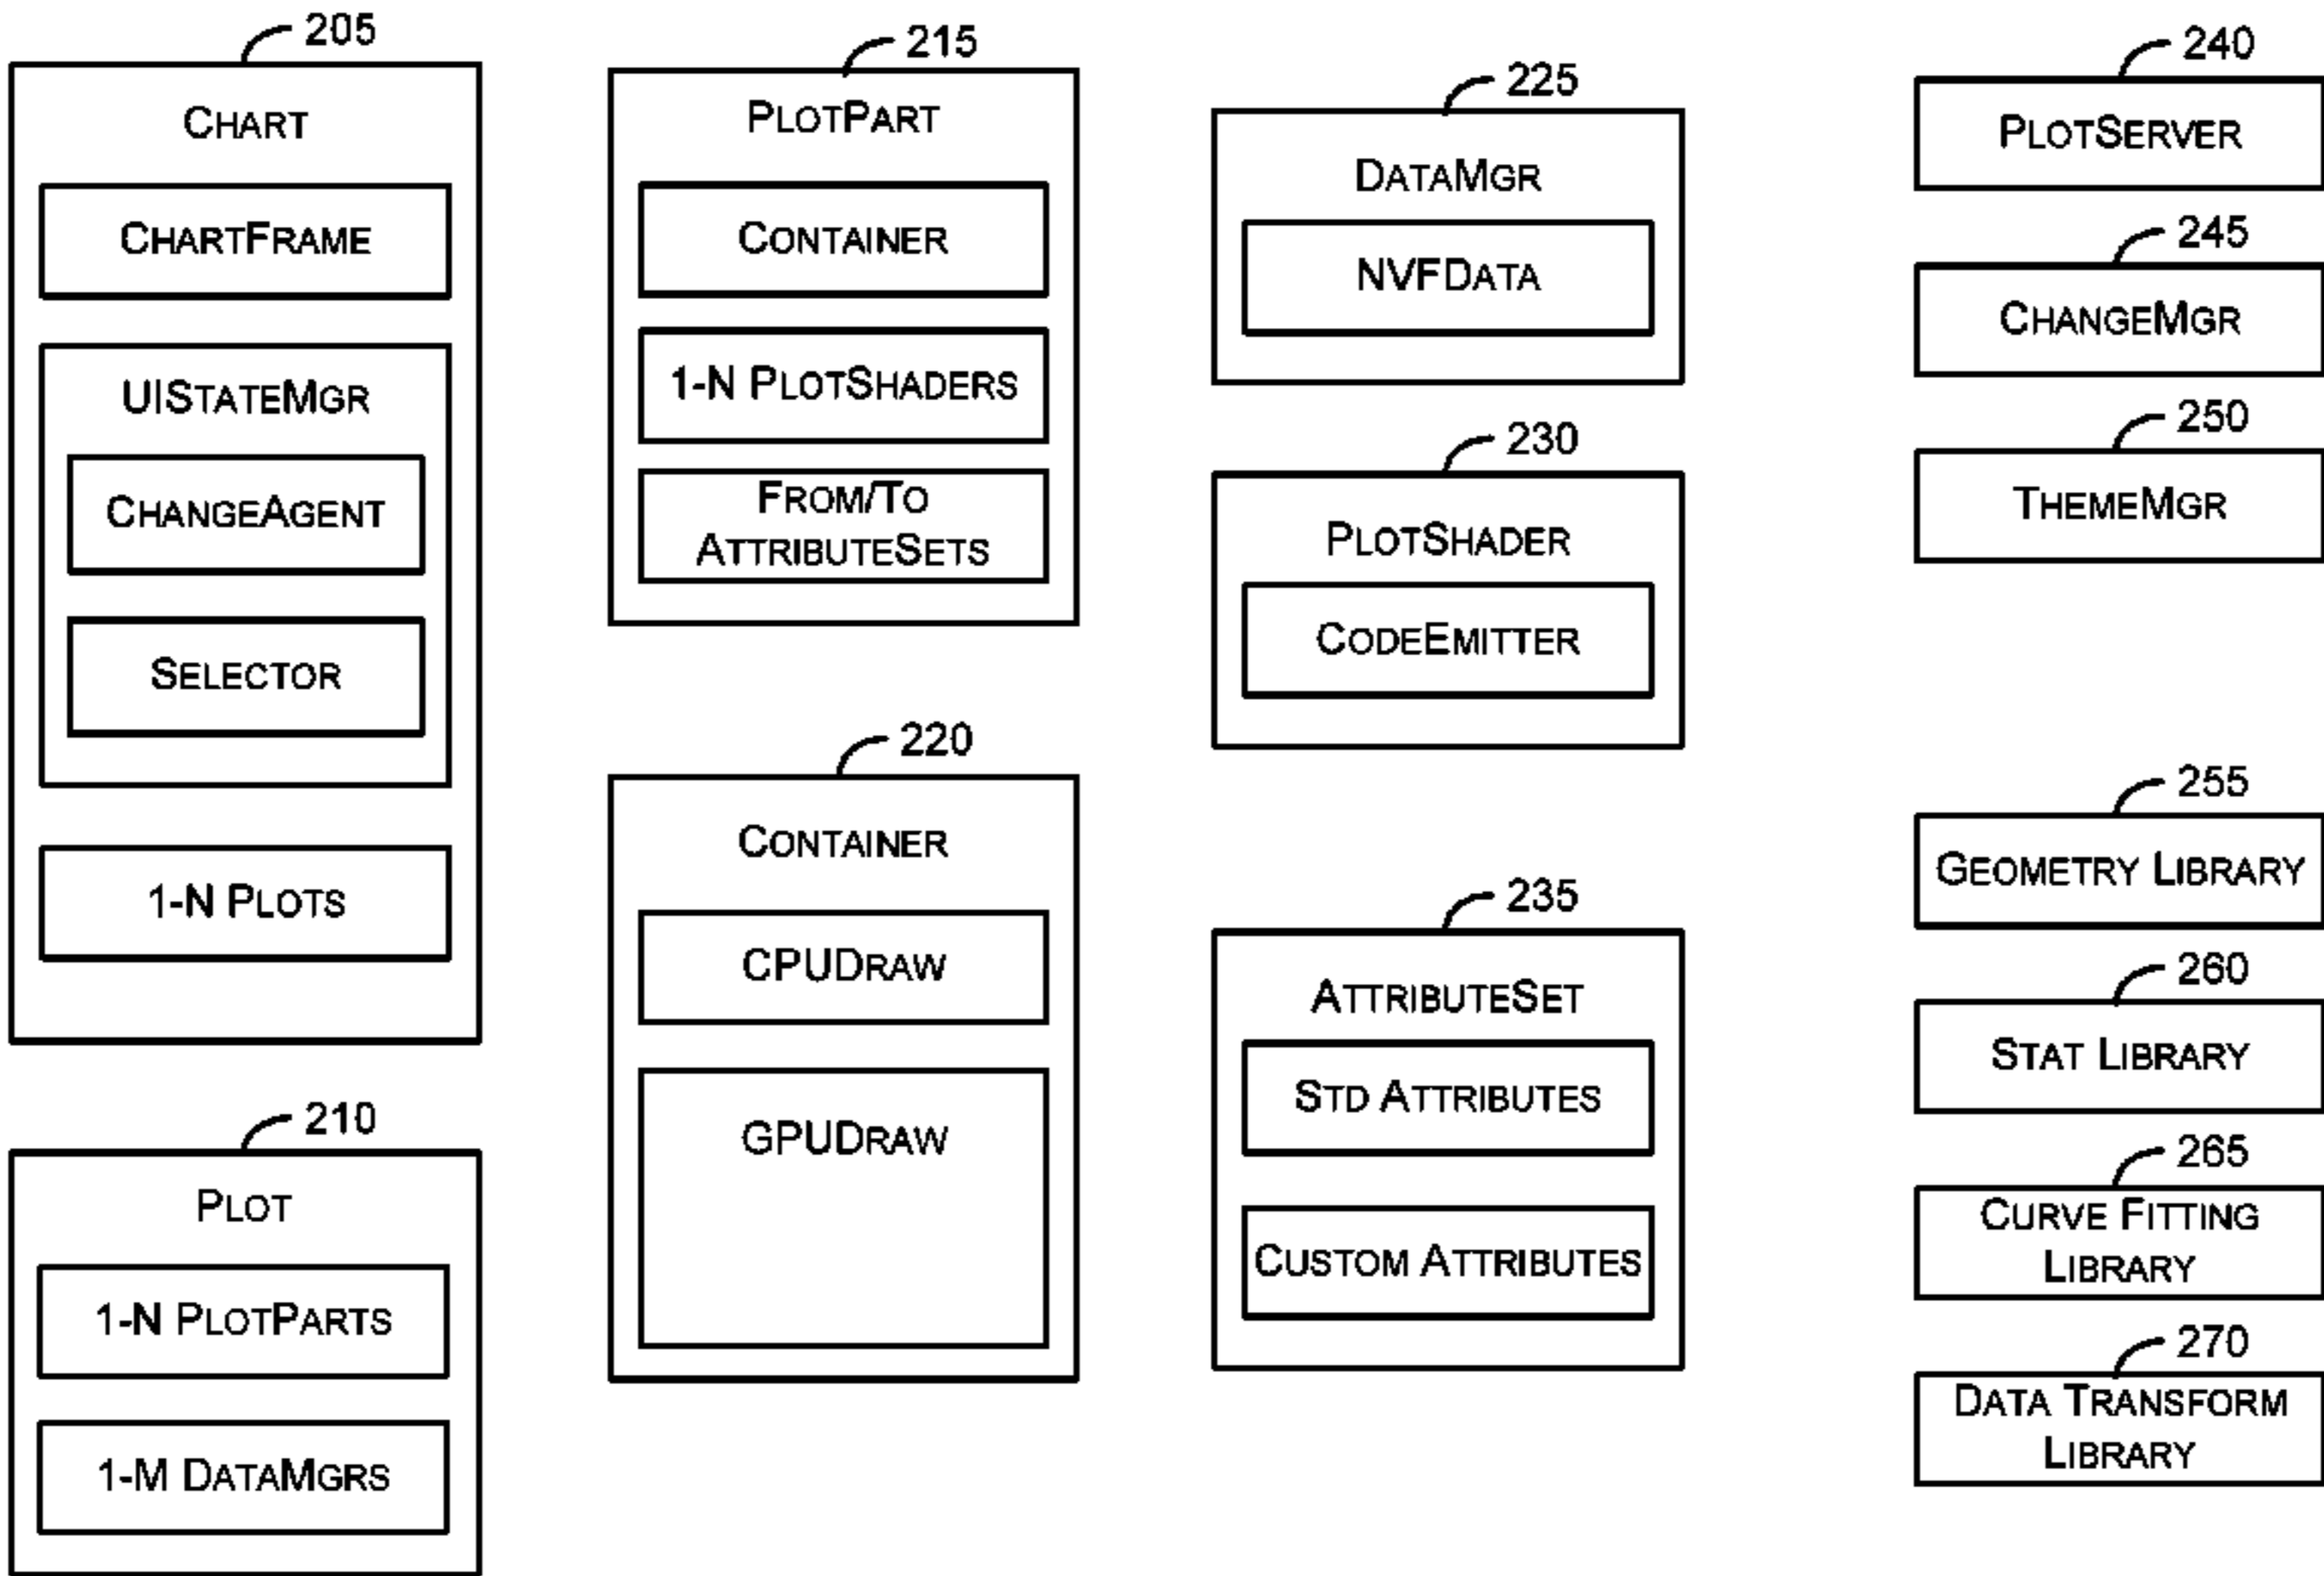 205
CHART
CHARTFRAME
UISTATEMGR
CHANGEAGENT
SELECTOR
1-N PLOTS
210
PLOT
1-N PLOTPARTS
1-M DATAMGRS
215
PLOTPART
CONTAINER
1-N PLOTSHADERS
FROM/TO
ATTRIBUTESETS
220
CONTAINER
CPUDRAW
GPUDRAW
225
DATAMGR
NVFDATA
230
PLOTSHADER
CODEEMITTER
235
ATTRIBUTESET
STD ATTRIBUTES
CUSTOM ATTRIBUTES
240
PLOTSERVER
245
CHANGEMGR
250
THEMEMGR
255
GEOMETRY LIBRARY
260
STAT LIBRARY
265
CURVE FITTING
LIBRARY
270
DATA TRANSFORM
LIBRARY